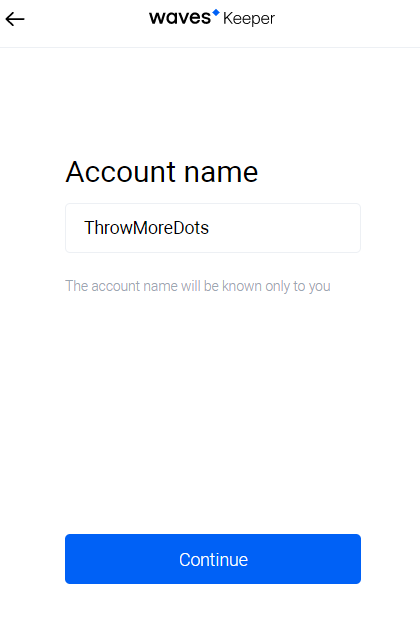 waves Keeper
Account name
ThrowMoreDots
The account name will be known only to you
Continue